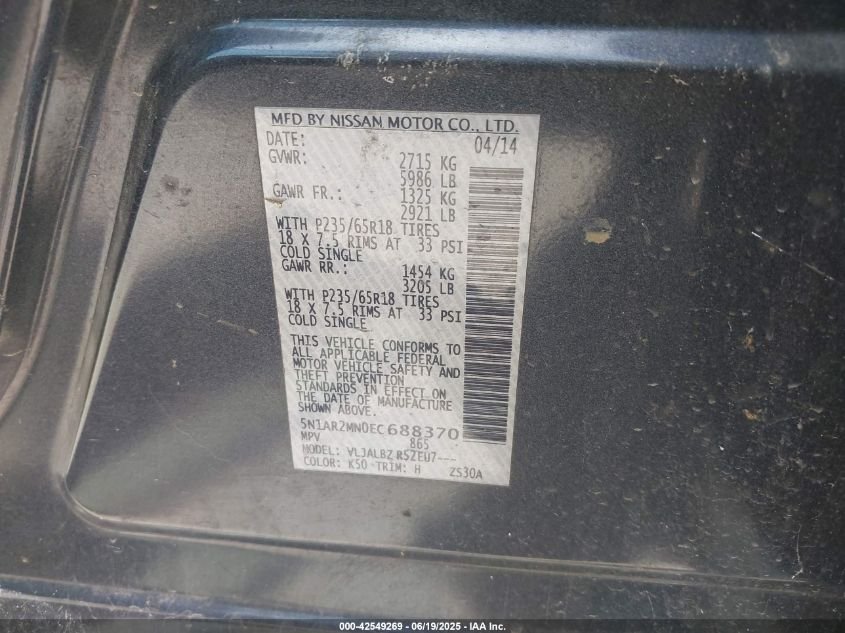 MFD BY NISSAN MOTOR CO., LTD.
DATE: 04/14
GVWR: 2715 KG
5986 LB
GAWR FR.: 1325 KG
2921 LB
WITH P235/65R18 TIRES
18 X 7.5 RIMS AT 33 PSI
COLD SINGLE
GAWR RR.: 1454 KG
3205 LB
WITH P235/65R18 TIRES
18 X 7.5 RIMS AT 33 PSI
COLD SINGLE
THIS VEHICLE CONFORMS TO
ALL APPLICABLE FEDERAL
MOTOR VEHICLE SAFETY AND
THEFT PREVENTION
STANDARDS IN EFFECT ON
THE DATE OF MANUFACTURE
SHOWN ABOVE.
5N1AR2MN0EC688370
MPV 865
MODEL: VLJALBZ R52EU7---
COLOR: K50 TRIM: H ZS30A
000-42549269 - 06/19/2025 - IAA Inc.